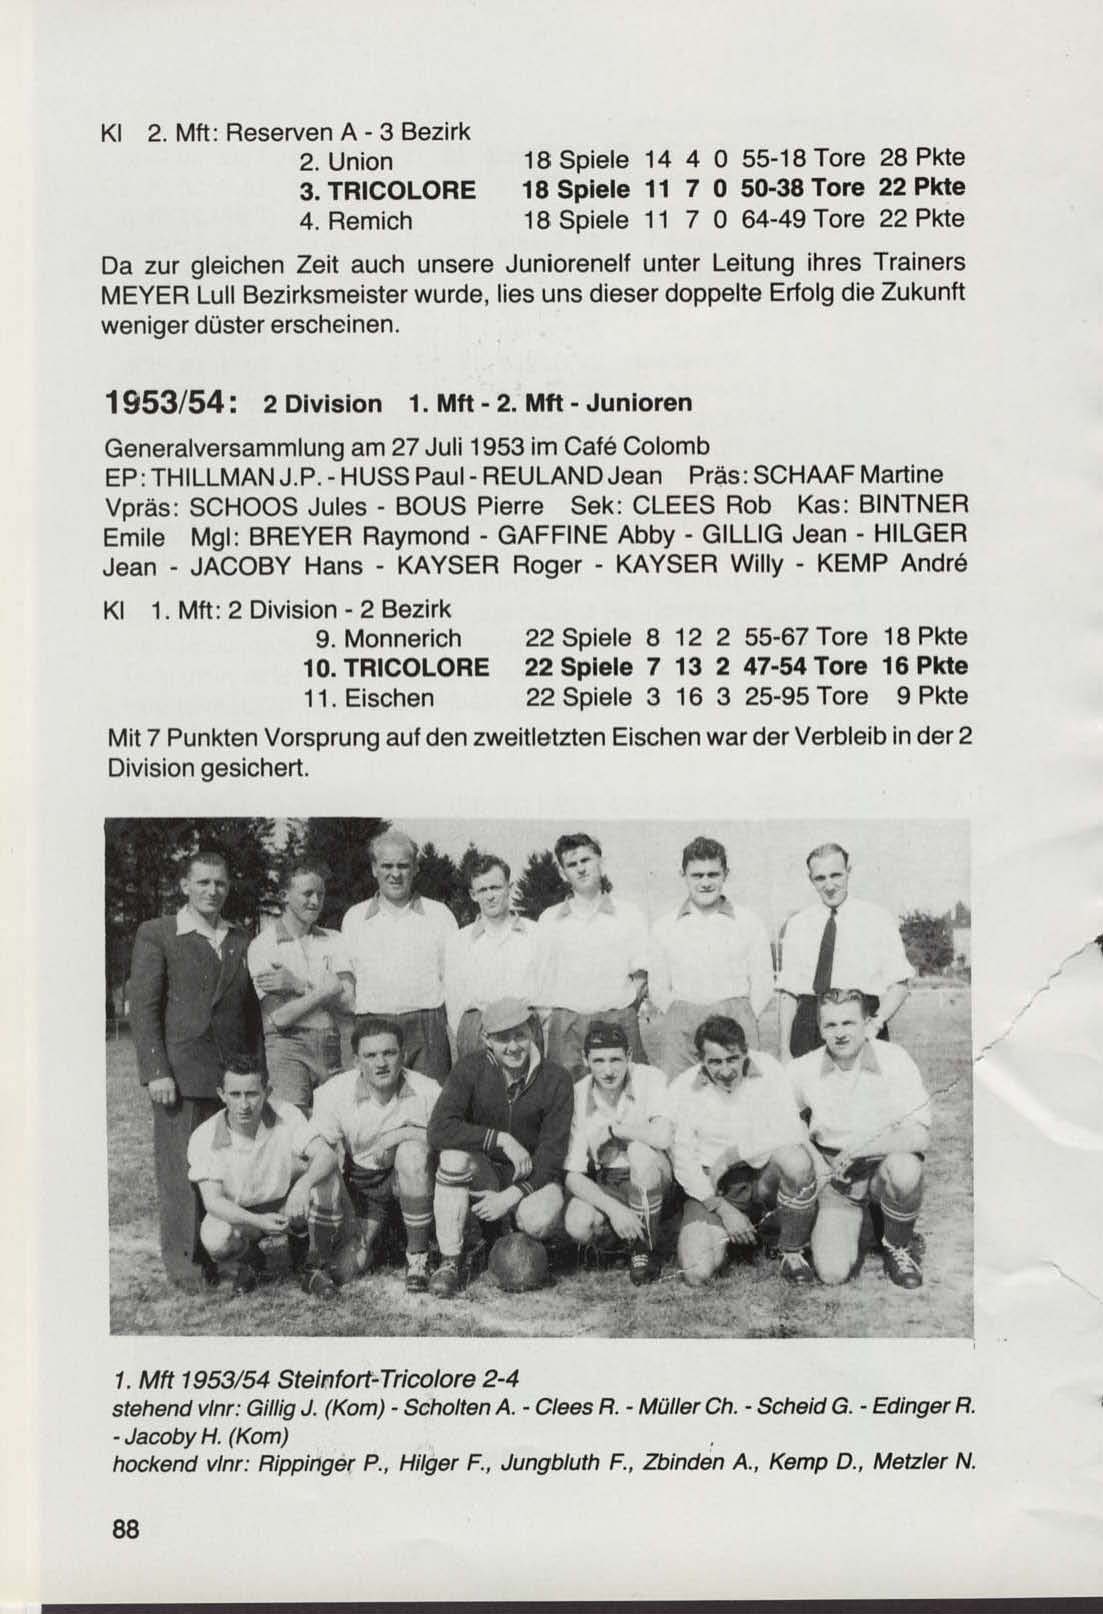 Kl 2. Mft: Reserven A - 3 Bezirk
2. Union 18 Spiele 14 4 0 55-18 Tore 28 Pkte
3. TRICOLORE 18 Spiele 11 7 0 50-38 Tore 22 Pkte
4. Remich 18 Spiele 11 7 0 64-49 Tore 22 Pkte
Da zur gleichen Zeit auch unsere Juniorenelf unter Leitung ihres Trainers
MEYER Lull Bezirksmeister wurde, lies uns dieser doppelte Erfolg die Zukunft
weniger düster erscheinen.
1953/54: 2 Division 1. Mft - 2. Mft - Junioren
Generalversammlung am 27 Juli 1953 im Café Colomb
EP: THILLMAN J.P. - HUSS Paul - REULAND Jean Präs: SCHAAF Martine
Vpräs: SCHOOS Jules - BOUS Pierre Sek: CLEES Rob Kas: BINTNER
Emile Mgl: BREYER Raymond - GAFFINE Abby - GILLIG Jean - HILGER
Jean - JACOBY Hans - KAYSER Roger - KAYSER Willy - KEMP André
Kl 1. Mft: 2 Division - 2 Bezirk
9. Monnerich 22 Spiele 8 12 2 55-67 Tore 18 Pkte
10. TRICOLORE 22 Spiele 7 13 2 47-54 Tore 16 Pkte
11. Eischen 22 Spiele 3 16 3 25-95 Tore 9 Pkte
Mit 7 Punkten Vorsprung auf den zweitletzten Eischen war der Verbleib in der 2
Division gesichert.
1. Mft 1953/54 Steinfort-Tricolore 2-4
stehend vlnr: Gillig J. (Kom) - Scholten A. - Clees R. - Müller Ch. - Scheid G. - Edinger R.
- Jacoby H. (Kom)
hockend vlnr: Rippinger P., Hilger F., Jungbluth F., Zbinden A., Kemp D., Metzler N.
88